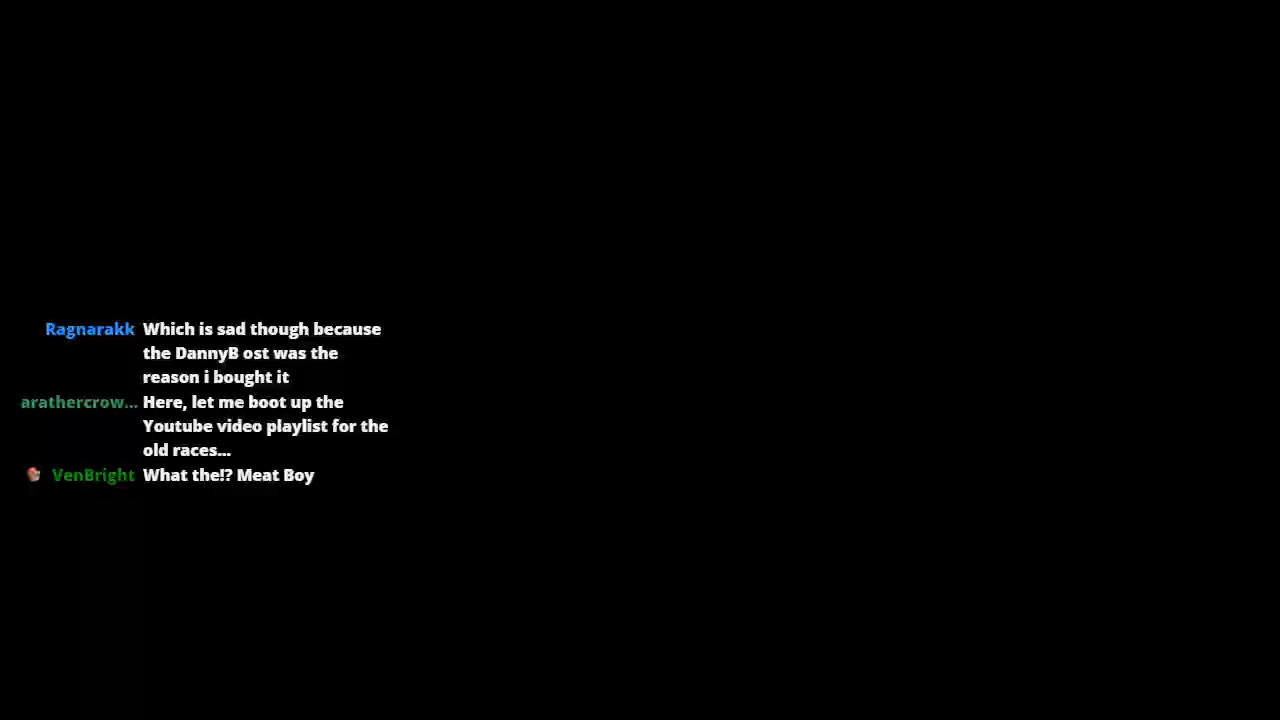 Ragnarakk Which is sad though because
the DannyB ost was the
reason i bought it
arathercrow... Here, let me boot up the
Youtube video playlist for the
old races...
VenBright What the!? Meat Boy